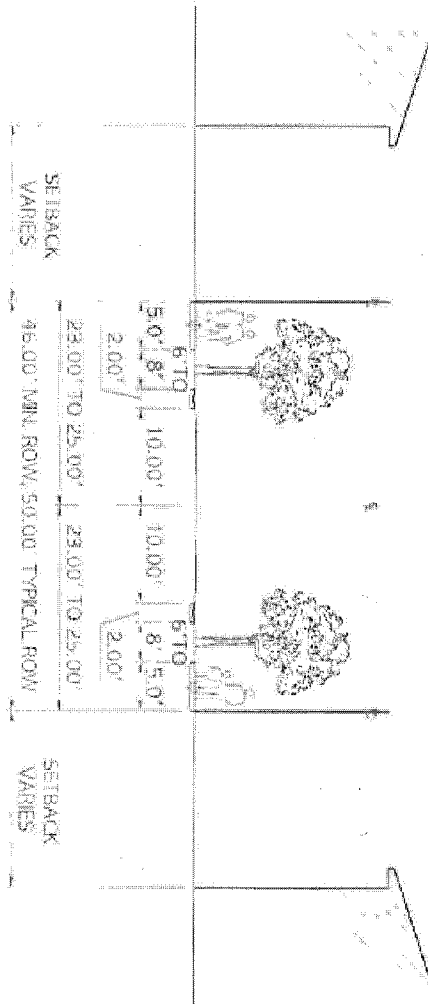 6' TO
6' TO
5.0' 8' 10.00' 10.00' 8' 5.0'
2.00' 2.00'
23.00' TO 25.00' 23.00' TO 25.00'
SETBACK
VARIES
46.00' MIN. ROW, 50.00' TYPICAL ROW
SETBACK
VARIES